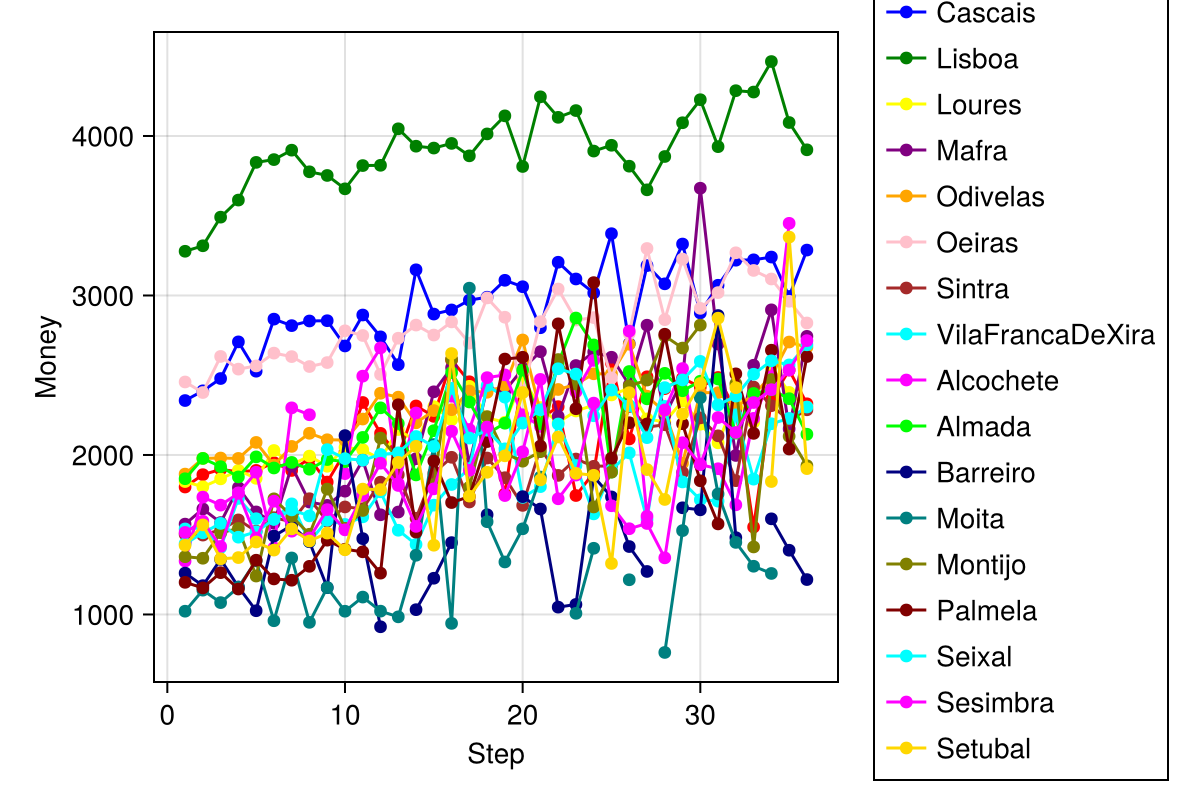 Money
4000
3000
2000
1000
0
10
20
30
Step
Cascais
Lisboa
Loures
Mafra
Odivelas
Oeiras
Sintra
VilaFrancaDeXira
Alcochete
Almada
Barreiro
Moita
Montijo
Palmela
Seixal
Sesimbra
Setubal